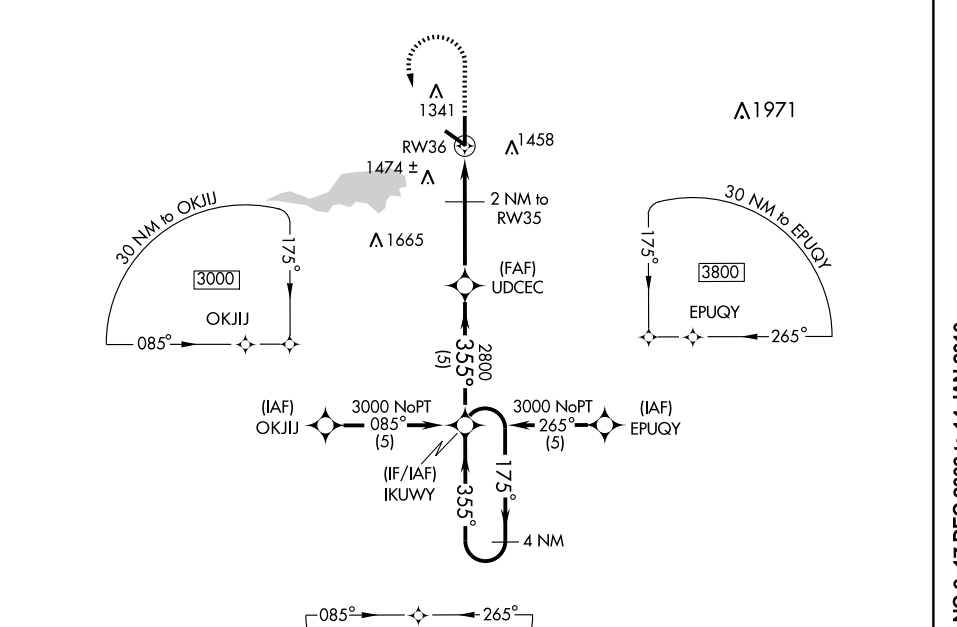 1341
1971
RW36
1458
1474 ±
2 NM to
RW35
30 NM to OKJIJ
30 NM to EPUQY
1665
175°
175°
(FAF)
UDCEC
3000
3800
OKJIJ
EPUQY
085°
265°
355°
(5)
2800
(IAF)
OKJIJ
3000 NoPT
085°
(5)
3000 NoPT
265°
(5)
(IAF)
EPUQY
(IF/IAF)
IKUWY
355°
175°
4 NM
085°
265°